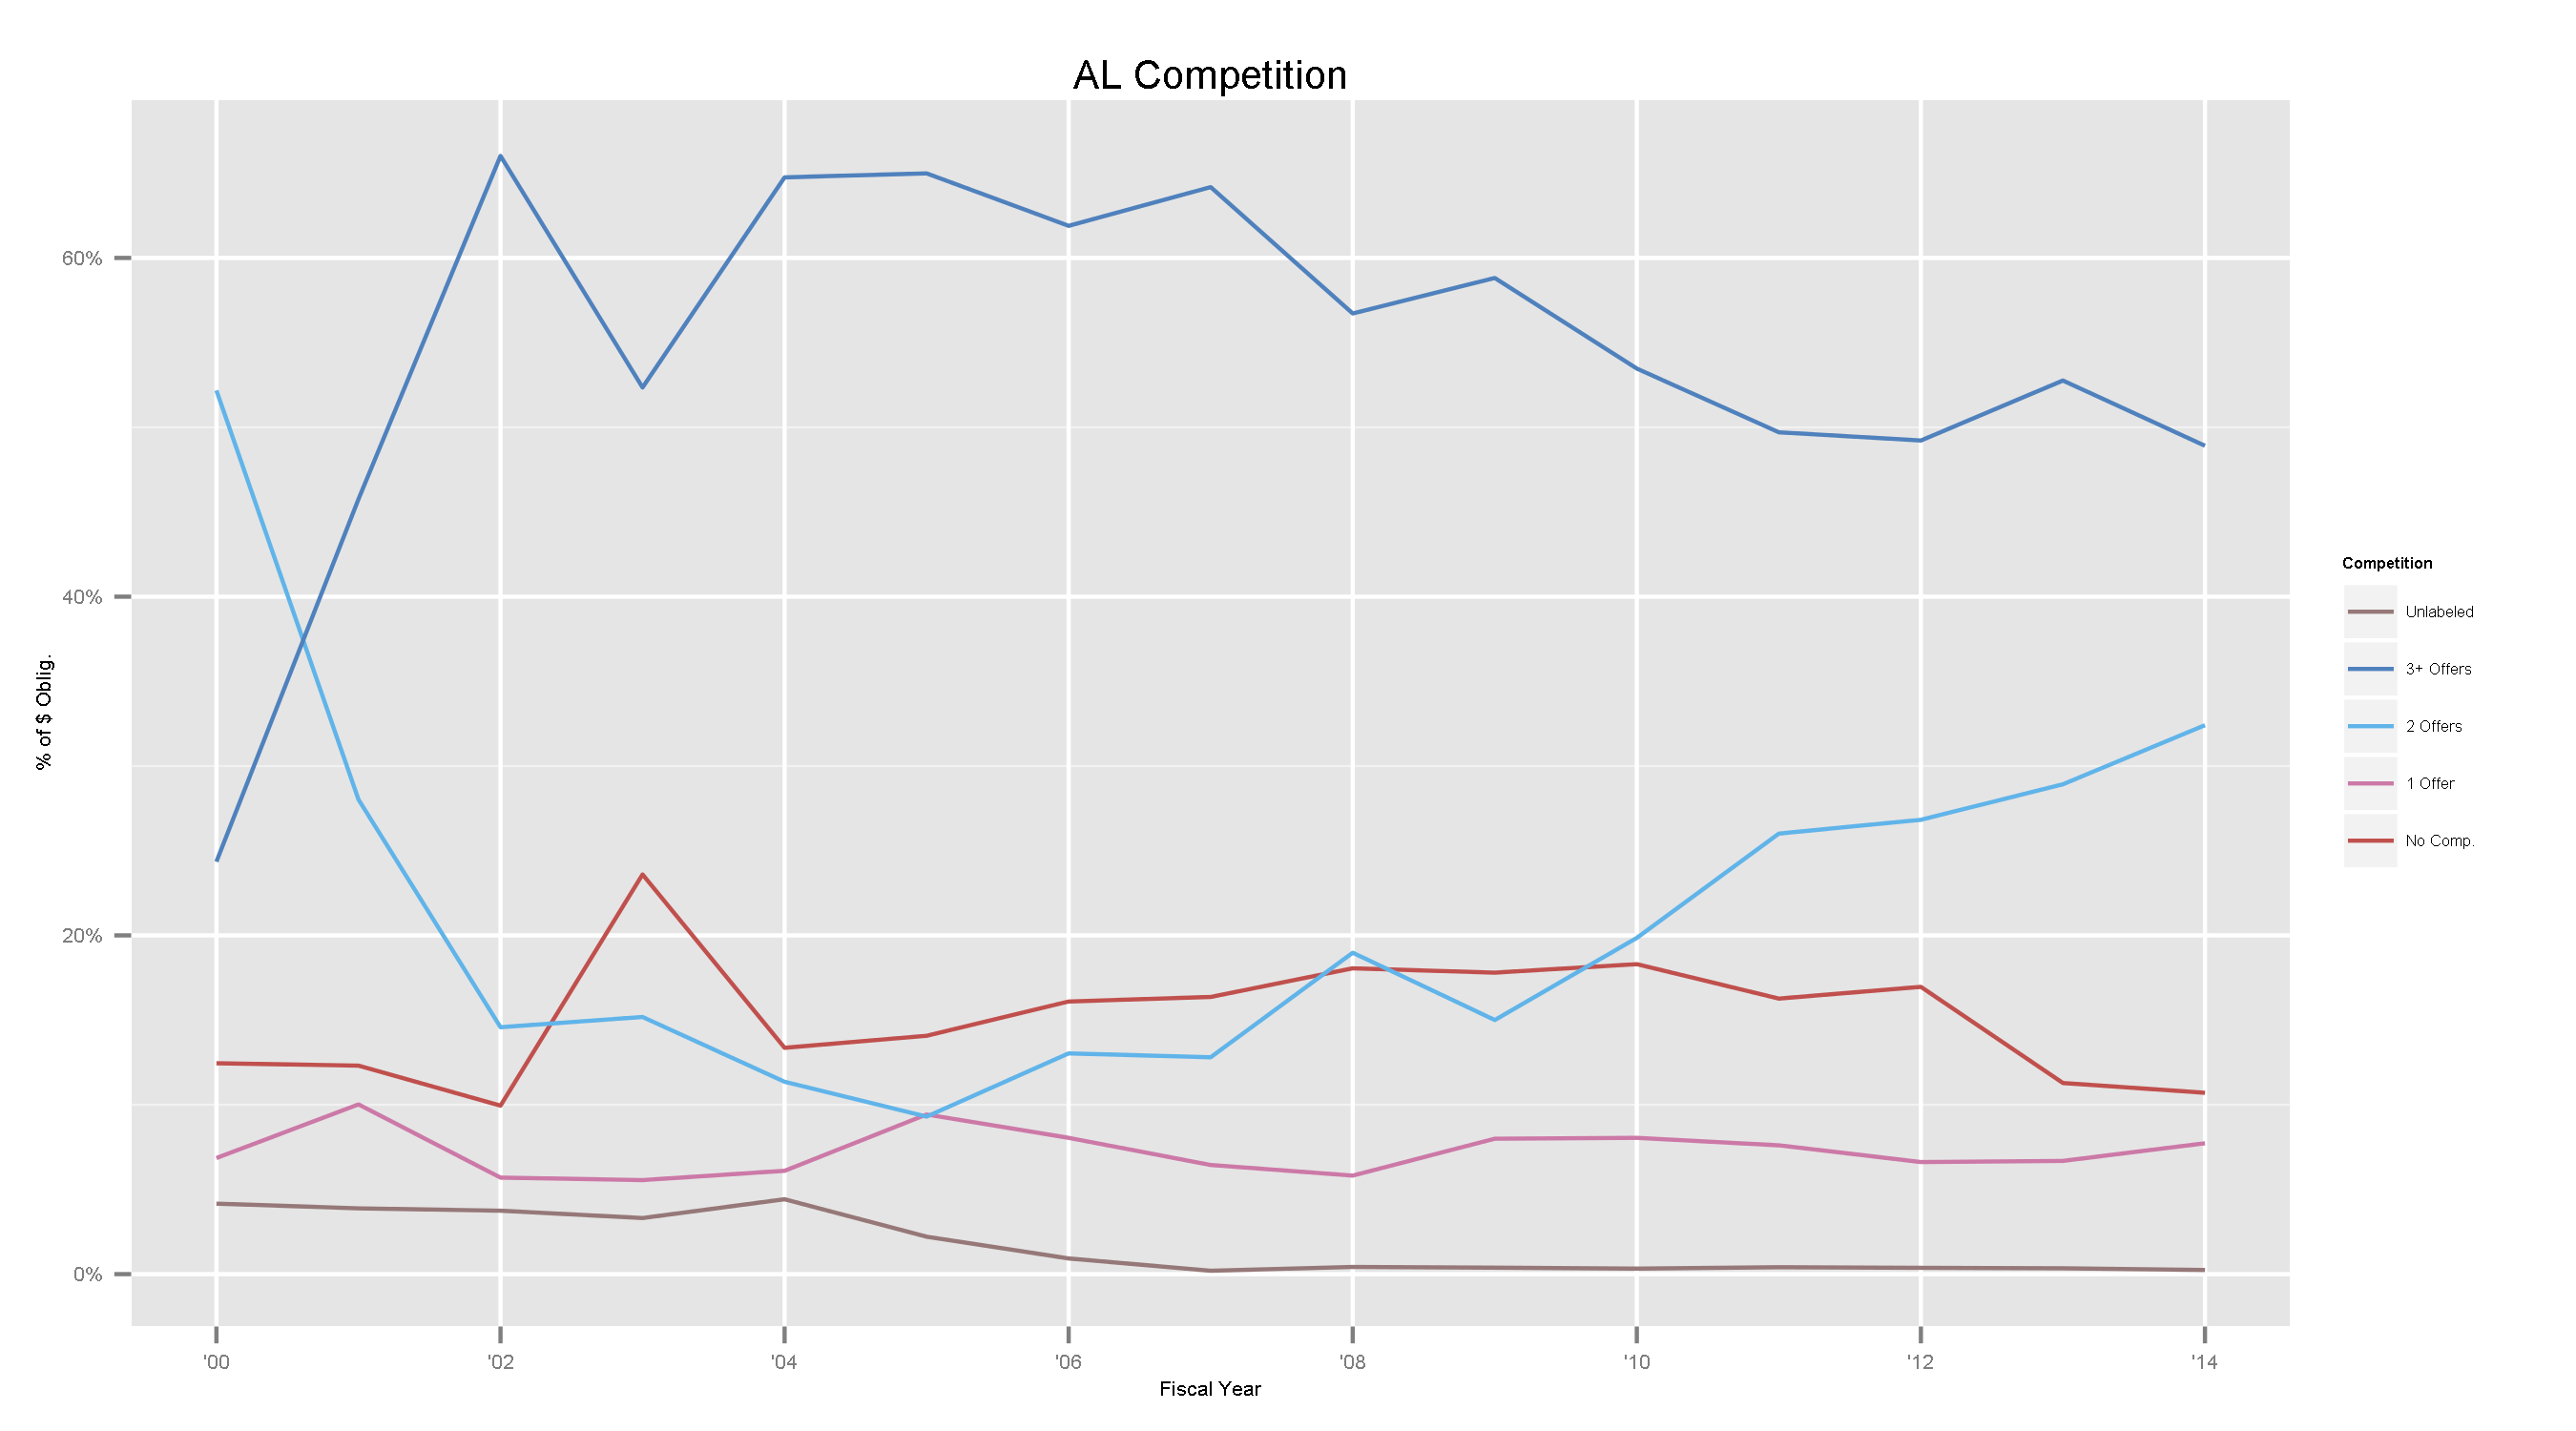 AL Competition
60%
40%
20%
0%
% of $ Oblig.
'00 '02 '04 '06 '08 '10 '12 '14
Fiscal Year
Competition
Unlabeled
3+ Offers
2 Offers
1 Offer
No Comp.